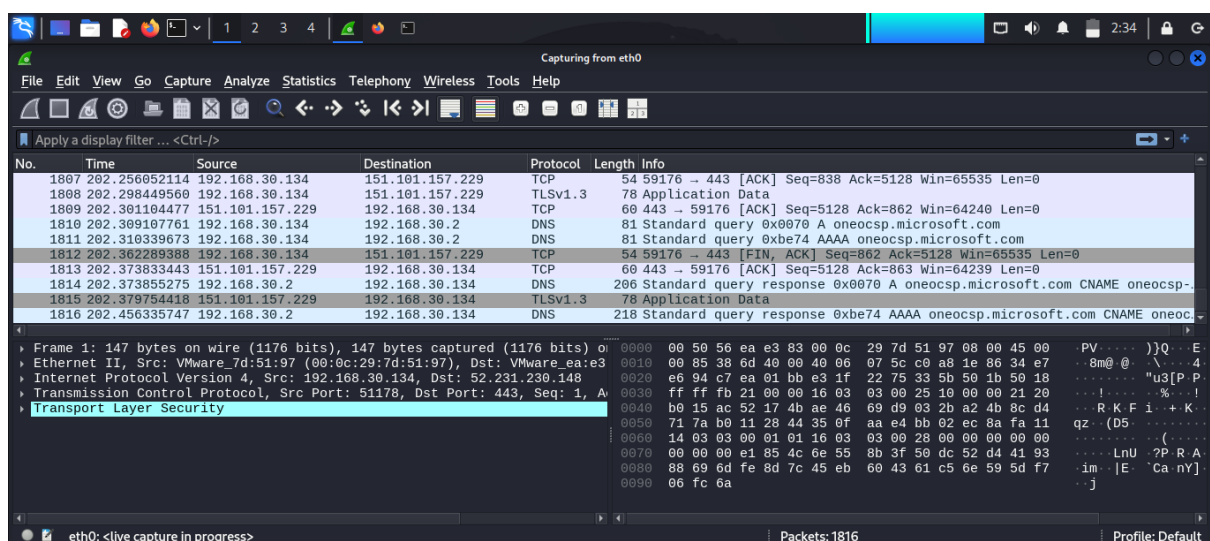 1 2 3 4 2:34
Capturing from eth0
File Edit View Go Capture Analyze Statistics Telephony Wireless Tools Help
Apply a display filter … <Ctrl-/>
No. Time Source Destination Protocol Length Info
1807 202.256052114 192.168.30.134 151.101.157.229 TCP 54 59176 → 443 [ACK] Seq=838 Ack=5128 Win=65535 Len=0
1808 202.298449560 192.168.30.134 151.101.157.229 TLSv1.3 78 Application Data
1809 202.301104477 151.101.157.229 192.168.30.134 TCP 60 443 → 59176 [ACK] Seq=5128 Ack=862 Win=64240 Len=0
1810 202.309107761 192.168.30.134 192.168.30.2 DNS 81 Standard query 0x0070 A oneocsp.microsoft.com
1811 202.310339673 192.168.30.134 192.168.30.2 DNS 81 Standard query 0xbe74 AAAA oneocsp.microsoft.com
1812 202.362289388 192.168.30.134 151.101.157.229 TCP 54 59176 → 443 [FIN, ACK] Seq=862 Ack=5128 Win=65535 Len=0
1813 202.373833443 151.101.157.229 192.168.30.134 TCP 60 443 → 59176 [ACK] Seq=5128 Ack=863 Win=64239 Len=0
1814 202.373855275 192.168.30.2 192.168.30.134 DNS 206 Standard query response 0x0070 A oneocsp.microsoft.com CNAME oneocsp-.
1815 202.379754418 151.101.157.229 192.168.30.134 TLSv1.3 78 Application Data
1816 202.456335747 192.168.30.2 192.168.30.134 DNS 218 Standard query response 0xbe74 AAAA oneocsp.microsoft.com CNAME oneoc.
Frame 1: 147 bytes on wire (1176 bits), 147 bytes captured (1176 bits) o
Ethernet II, Src: VMware_7d:51:97 (00:0c:29:7d:51:97), Dst: VMware_ea:e3
Internet Protocol Version 4, Src: 192.168.30.134, Dst: 52.231.230.148
Transmission Control Protocol, Src Port: 51178, Dst Port: 443, Seq: 1, A
Transport Layer Security
0000 00 50 56 ea e3 83 00 0c 29 7d 51 97 08 00 45 00 ·PV·····)}Q···E·
0010 00 85 38 6d 40 00 40 06 07 5c c0 a8 1e 86 34 e7 ··8m@·@··\····4·
0020 e6 94 c7 ea 01 bb e3 1f 22 75 33 5b 50 1b 50 18 ········"u3[P·P·
0030 ff ff fb 21 00 00 16 03 03 00 25 10 00 00 21 20 ···!······%···!
0040 b0 15 ac 52 17 4b ae 46 69 d9 03 2b a2 4b 8c d4 ···R·K·Fi··+·K··
0050 71 7a b0 11 28 44 35 0f aa e4 bb 02 ec 8a fa 11 qz··(D5·········
0060 14 03 03 00 01 01 16 03 03 00 28 00 00 00 00 00 ··········(·····
0070 00 00 00 e1 85 4c 6e 55 8b 3f 50 dc 52 d4 41 93 ·····LnU·?P·R·A·
0080 88 69 6d fe 8d 7c 45 eb 60 43 61 c5 6e 59 5d f7 ·im··|E·`Ca·nY]·
0090 06 fc 6a ··j
eth0: <live capture in progress> Packets: 1816 Profile: Default